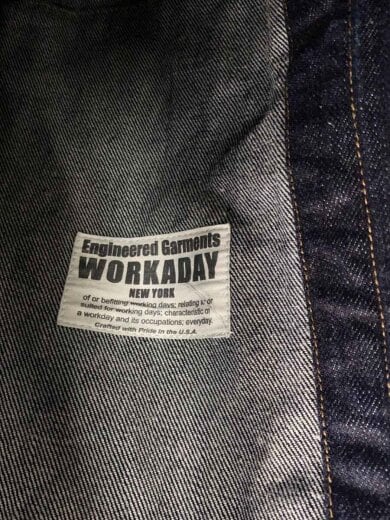 Engineered Garments
WORKADAY
NEW YORK
of or befitting working days; relating to or
suited for working days; characteristic of
a workday and its occupations; everyday.
Crafted with Pride in the U.S.A.